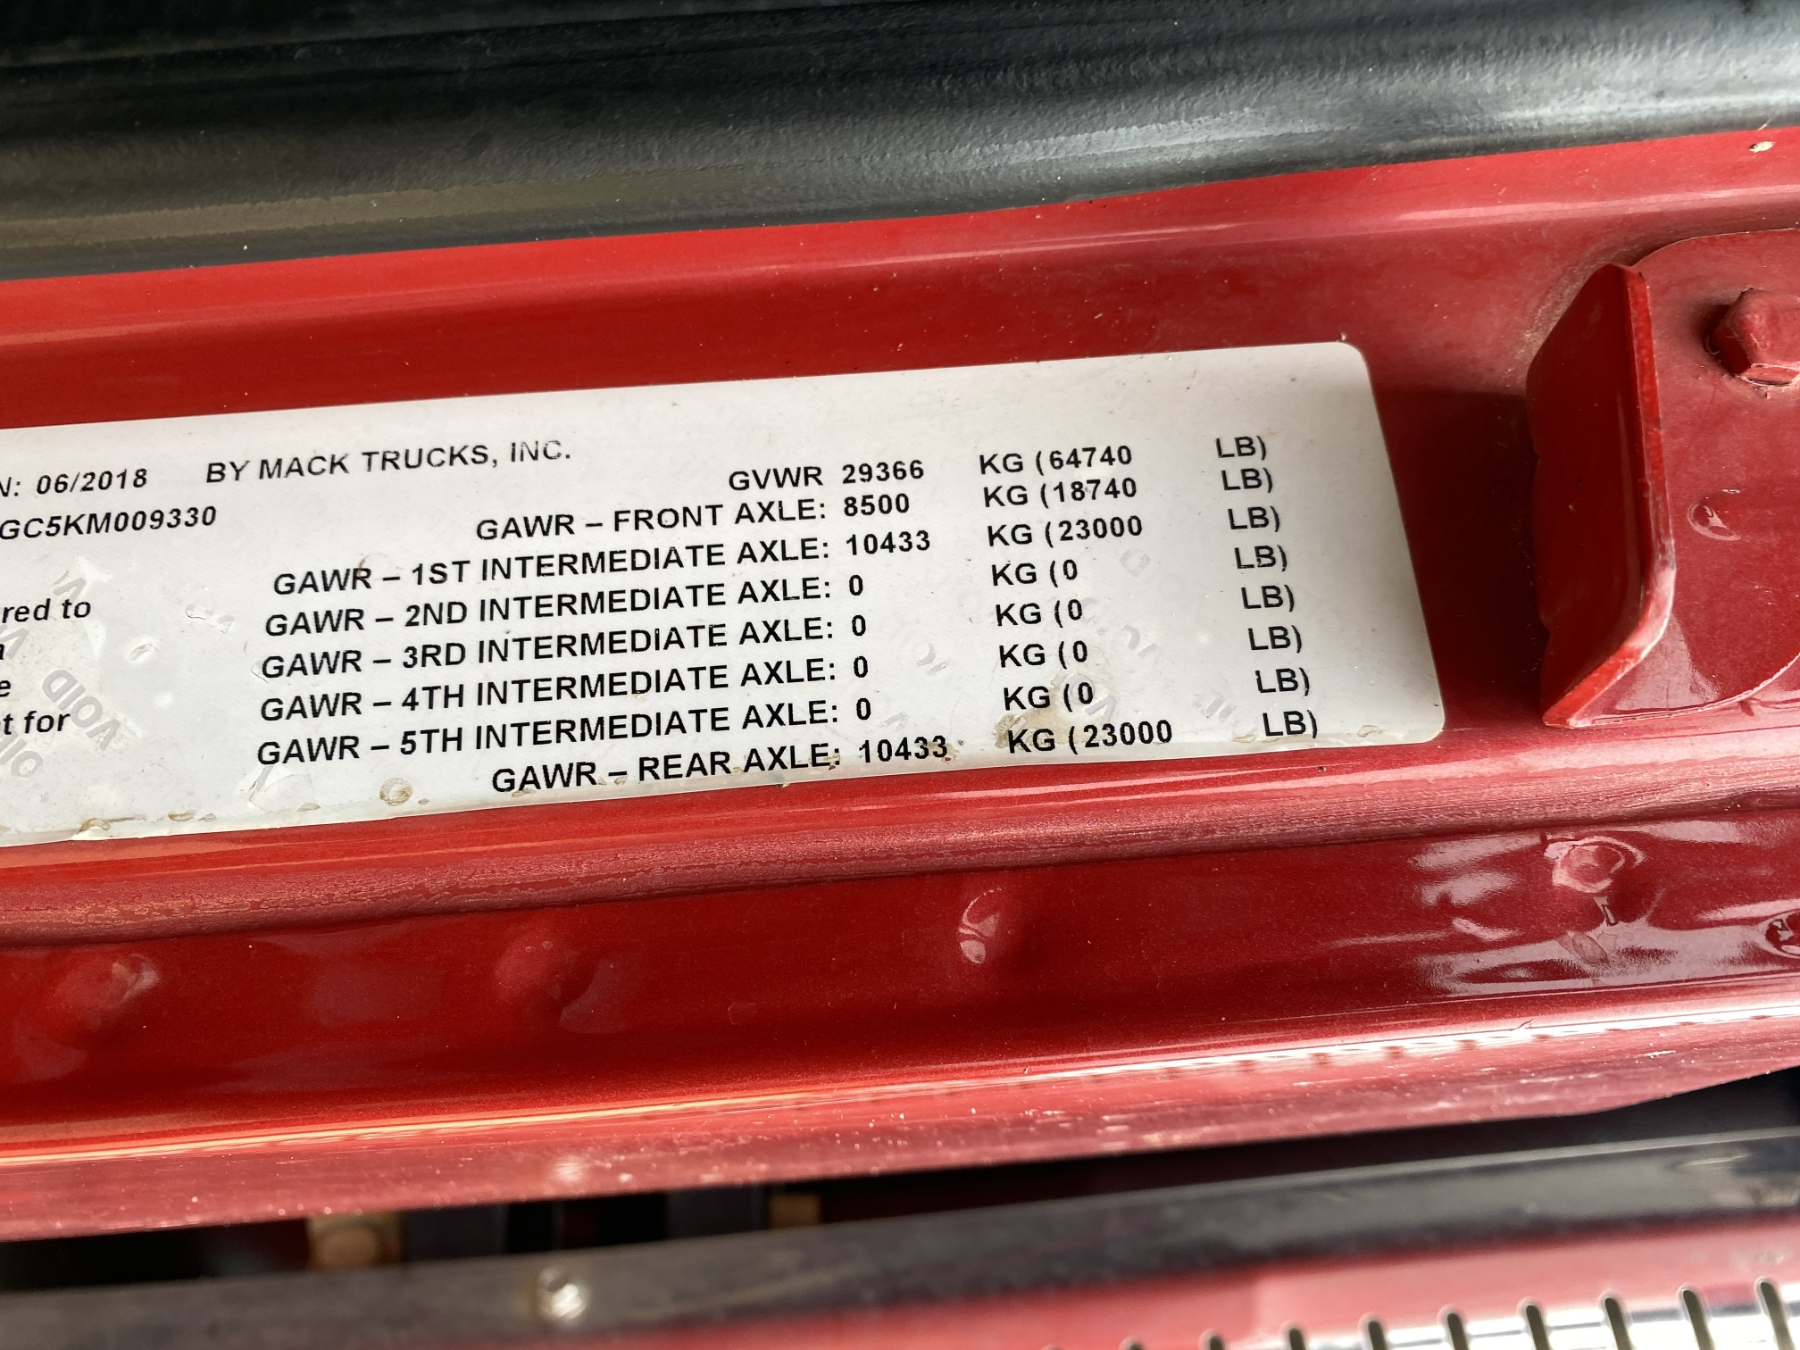 N: 06/2018 BY MACK TRUCKS, INC.
GC5KM009330
red to
e
t for
VOID
GVWR 29366 KG (64740 LB)
GAWR – FRONT AXLE: 8500 KG (18740 LB)
GAWR – 1ST INTERMEDIATE AXLE: 10433 KG (23000 LB)
GAWR – 2ND INTERMEDIATE AXLE: 0 KG (0 LB)
GAWR – 3RD INTERMEDIATE AXLE: 0 KG (0 LB)
GAWR – 4TH INTERMEDIATE AXLE: 0 KG (0 LB)
GAWR – 5TH INTERMEDIATE AXLE: 0 KG (0 LB)
GAWR – REAR AXLE: 10433 KG (23000 LB)